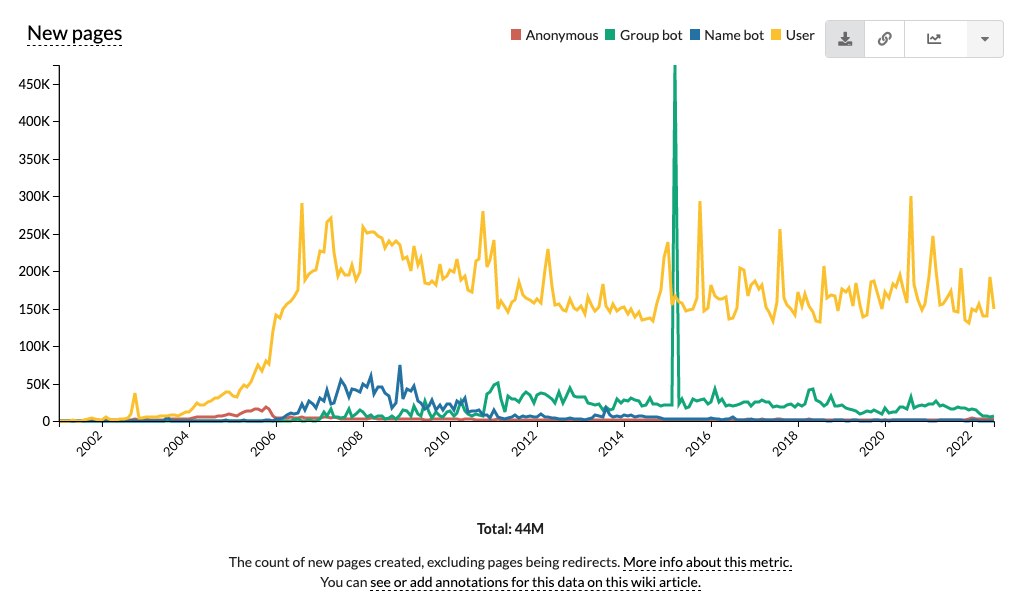 New pages
Anonymous Group bot Name bot User
450K
400K
350K
300K
250K
200K
150K
100K
50K
0
2002 2004 2006 2008 2010 2012 2014 2016 2018 2020 2022
Total: 44M
The count of new pages created, excluding pages being redirects. More info about this metric.
You can see or add annotations for this data on this wiki article.